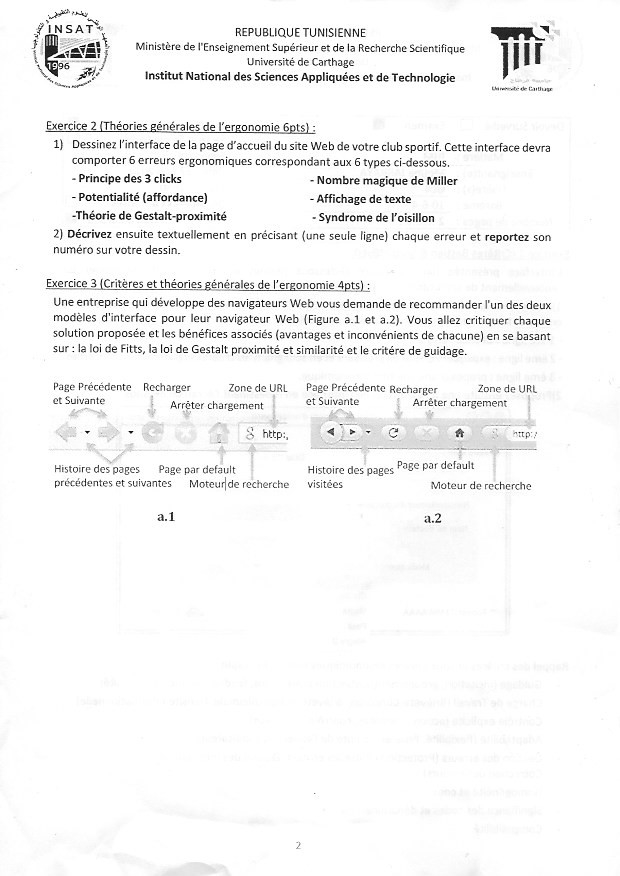 INSAT
1996
REPUBLIQUE TUNISIENNE
Ministère de l'Enseignement Supérieur et de la Recherche Scientifique
Université de Carthage
Institut National des Sciences Appliquées et de Technologie
Université de Carthage
Exercice 2 (Théories générales de l'ergonomie 6pts) :
1) Dessinez l'interface de la page d'accueil du site Web de votre club sportif. Cette interface devra
comporter 6 erreurs ergonomiques correspondant aux 6 types ci-dessous.
- Principe des 3 clicks - Nombre magique de Miller
- Potentialité (affordance) - Affichage de texte
-Théorie de Gestalt-proximité - Syndrome de l'oisillon
2) Décrivez ensuite textuellement en précisant (une seule ligne) chaque erreur et reportez son
numéro sur votre dessin.
Exercice 3 (Critères et théories générales de l'ergonomie 4pts) :
Une entreprise qui développe des navigateurs Web vous demande de recommander l'un des deux
modèles d'interface pour leur navigateur Web (Figure a.1 et a.2). Vous allez critiquer chaque
solution proposée et les bénéfices associés (avantages et inconvénients de chacune) en se basant
sur : la loi de Fitts, la loi de Gestalt proximité et similarité et le critére de guidage.
Page Précédente et Suivante
Recharger
Arrêter chargement
Zone de URL
g http:,
Histoire des pages précédentes et suivantes
Page par default
Moteur de recherche
a.1
Page Précédente et Suivante
Recharger
Arrêter chargement
Zone de URL
g http:/
Histoire des pages visitées
Page par default
Moteur de recherche
a.2
2